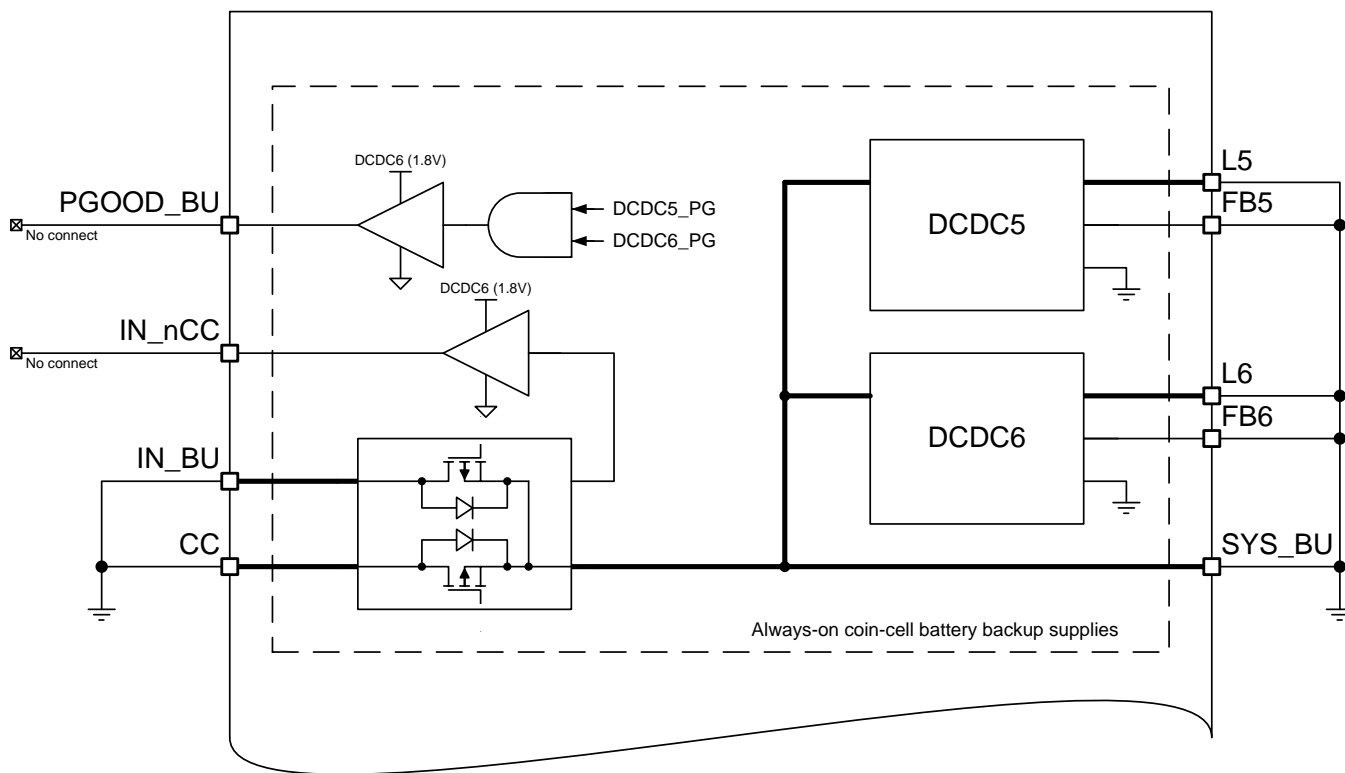 DCDC6 (1.8V)
PGOOD_BU
No connect
DCDC5_PG
DCDC6_PG
DCDC6 (1.8V)
IN_nCC
No connect
IN_BU
CC
DCDC5
L5
FB5
DCDC6
L6
FB6
SYS_BU
Always-on coin-cell battery backup supplies